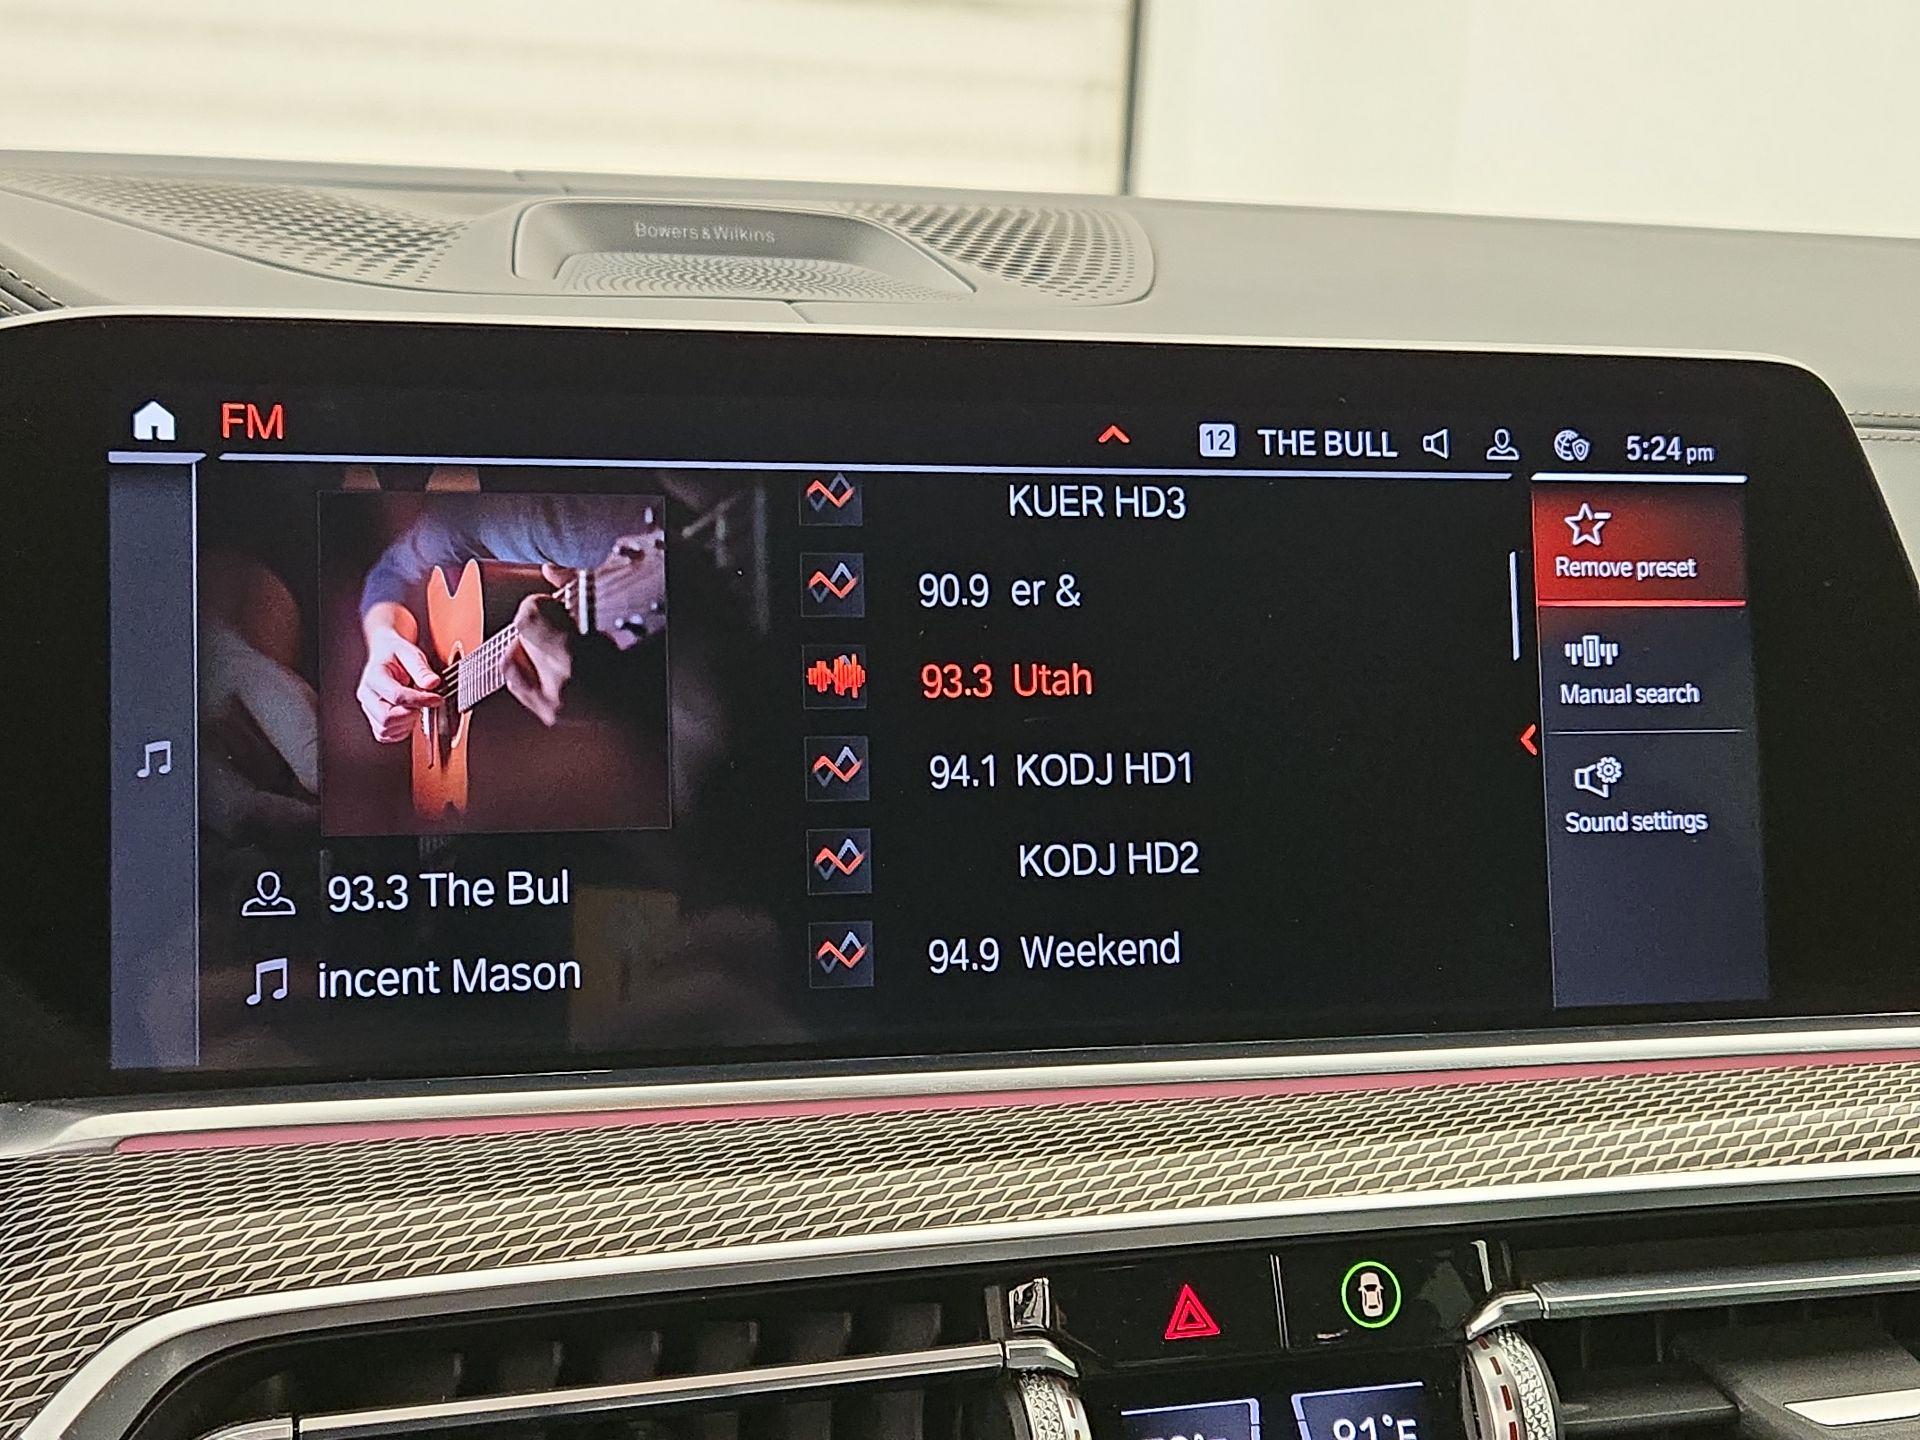 Bowers & Wilkins
FM
12 THE BULL 5:24 pm
KUER HD3
90.9 er &
93.3 Utah
94.1 KODJ HD1
KODJ HD2
94.9 Weekend
93.3 The Bul
incent Mason
Remove preset
Manual search
Sound settings